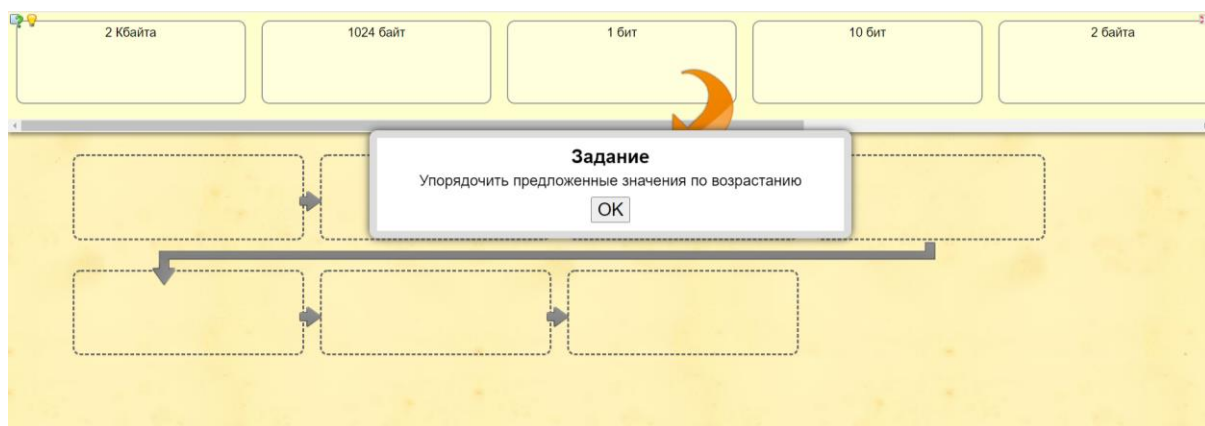 2 Кбайта
1024 байт
1 бит
10 бит
2 байта
Задание
Упорядочить предложенные значения по возрастанию
OK